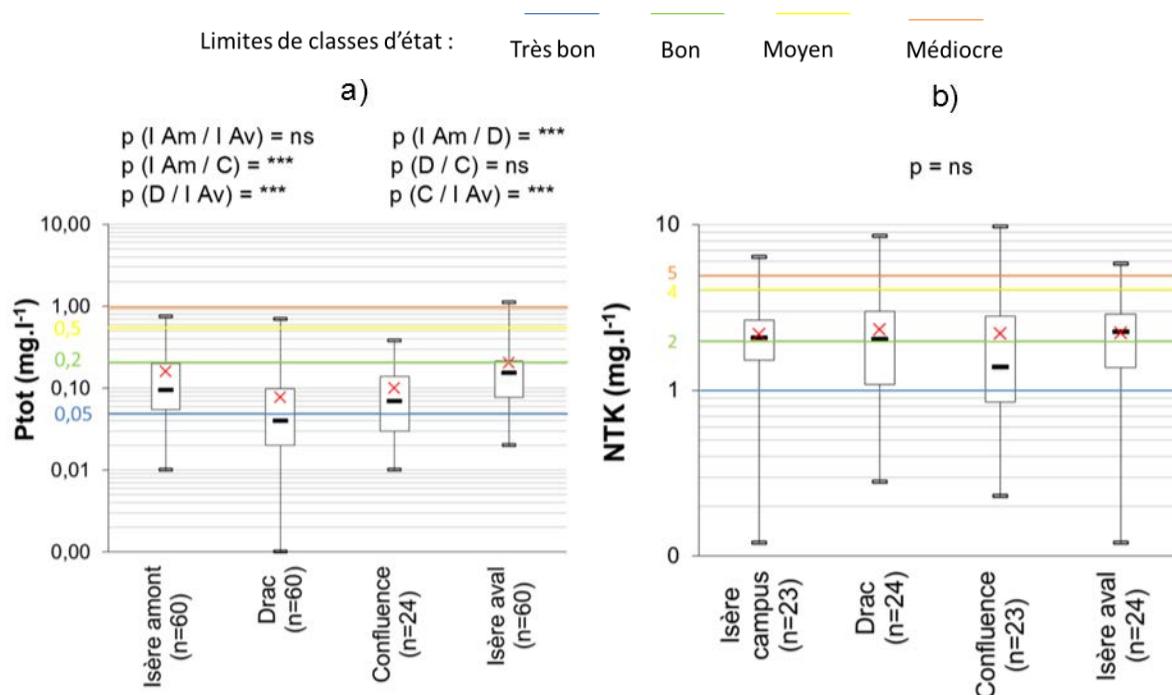 Limites de classes d'état : Très bon Bon Moyen Médiocre
a)
p (I Am / I Av) = ns p (I Am / D) = ***
p (I Am / C) = *** p (D / C) = ns
p (D / I Av) = *** p (C / I Av) = ***
Ptot (mg.l-1)
10,00
1,00
0,5
0,2
0,10
0,05
0,01
0,00
Isère amont
(n=60)
Drac
(n=60)
Confluence
(n=24)
Isère aval
(n=60)
b)
p = ns
NTK (mg.l-1)
10
5
4
2
1
0
Isère
campus
(n=23)
Drac
(n=24)
Confluence
(n=23)
Isère aval
(n=24)